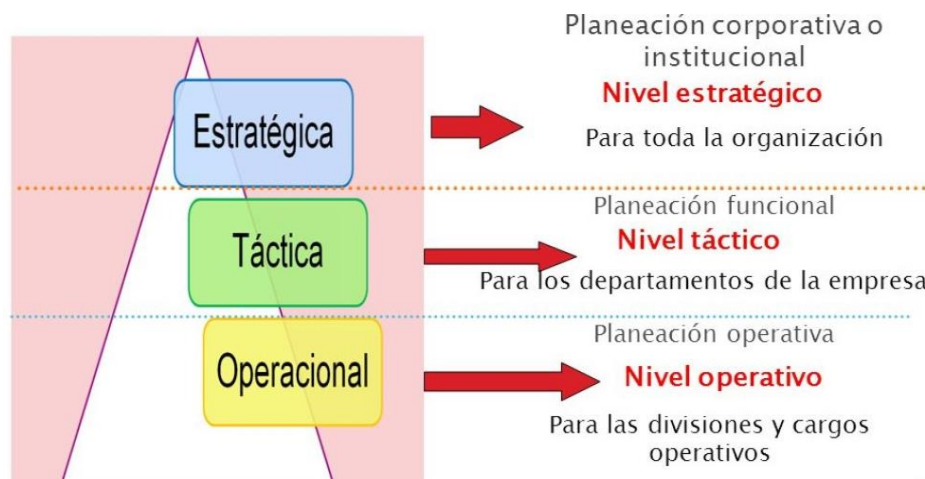 Estratégica
Planeación corporativa o
institucional
Nivel estratégico
Para toda la organización
Táctica
Planeación funcional
Nivel táctico
Para los departamentos de la empresa
Operacional
Planeación operativa
Nivel operativo
Para las divisiones y cargos
operativos